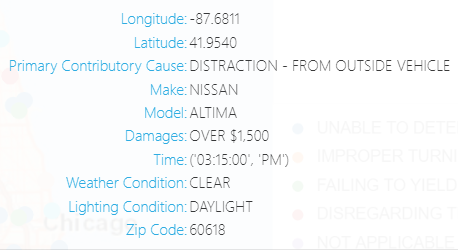 Longitude: -87.6811
Latitude: 41.9540
Primary Contributory Cause: DISTRACTION - FROM OUTSIDE VEHICLE
Make: NISSAN
Model: ALTIMA
Damages: OVER $1,500
Time: ('03:15:00', 'PM')
Weather Condition: CLEAR
Lighting Condition: DAYLIGHT
Zip Code: 60618
Chicago
UNABLE TO DETE
IMPROPER TURNI
FAILING TO YIELD
DISREGARDING T
NOT APPLICABLE